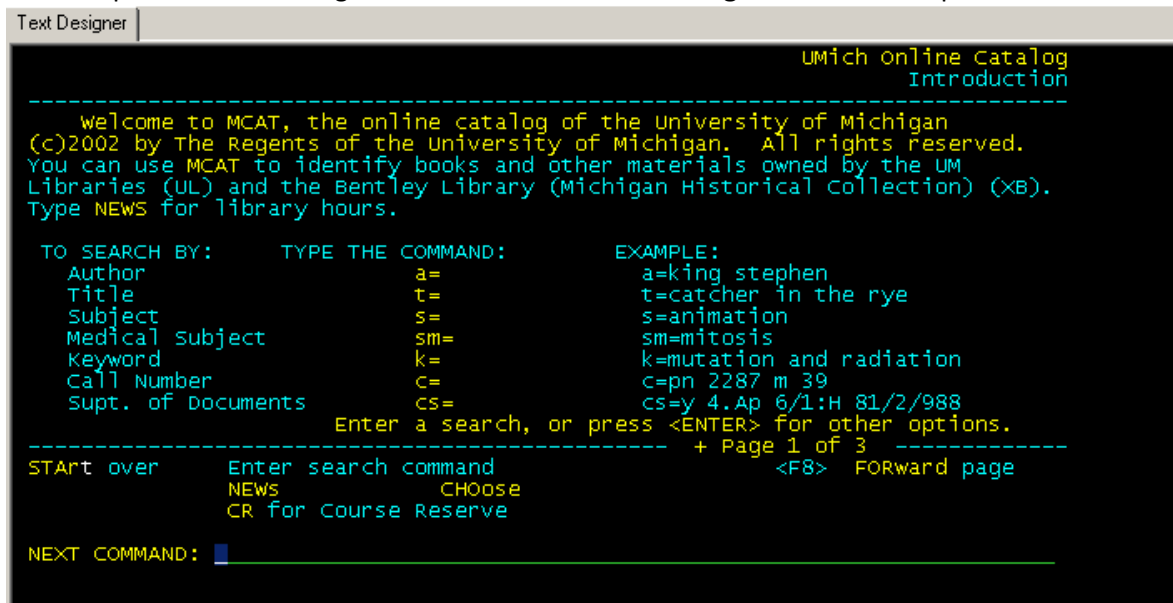 Text Designer
UMich Online Catalog
Introduction
Welcome to MCAT, the online catalog of the University of Michigan
(c)2002 by The Regents of the University of Michigan. All rights reserved.
You can use MCAT to identify books and other materials owned by the UM
Libraries (UL) and the Bentley Library (Michigan Historical Collection) (XB).
Type NEWS for library hours.
TO SEARCH BY: TYPE THE COMMAND: EXAMPLE:
Author a= a=king stephen
Title t= t=catcher in the rye
Subject s= s=animation
Medical Subject sm= sm=mitosis
Keyword k= k=mutation and radiation
Call Number c= c=pn 2287 m 39
Supt. of Documents cs= cs=y 4.Ap 6/1:H 81/2/988
Enter a search, or press <ENTER> for other options.
+ Page 1 of 3
STArt over Enter search command <F8> FORward page
NEWs CHOose
CR for Course Reserve
NEXT COMMAND: